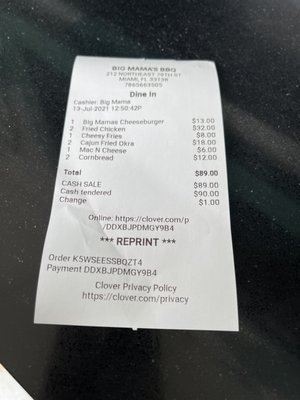 BIG MAMA'S BBQ
212 NORTHEAST 79TH ST
MIAMI, FL 33138
7865663505
Dine In
Cashier: Big Mama
13-Jul-2021 12:50:42P
1 Big Mamas Cheeseburger $13.00
2 Fried Chicken $32.00
1 Cheesy Fries $8.00
2 Cajun Fried Okra $18.00
1 Mac N Cheese $6.00
2 Cornbread $12.00
Total $89.00
CASH SALE $89.00
Cash tendered $90.00
Change $1.00
Online: https://clover.com/p
/DDXBJPDMGY9B4
*** REPRINT ***
Order K5WSEESSBQZT4
Payment DDXBJPDMGY9B4
Clover Privacy Policy
https://clover.com/privacy